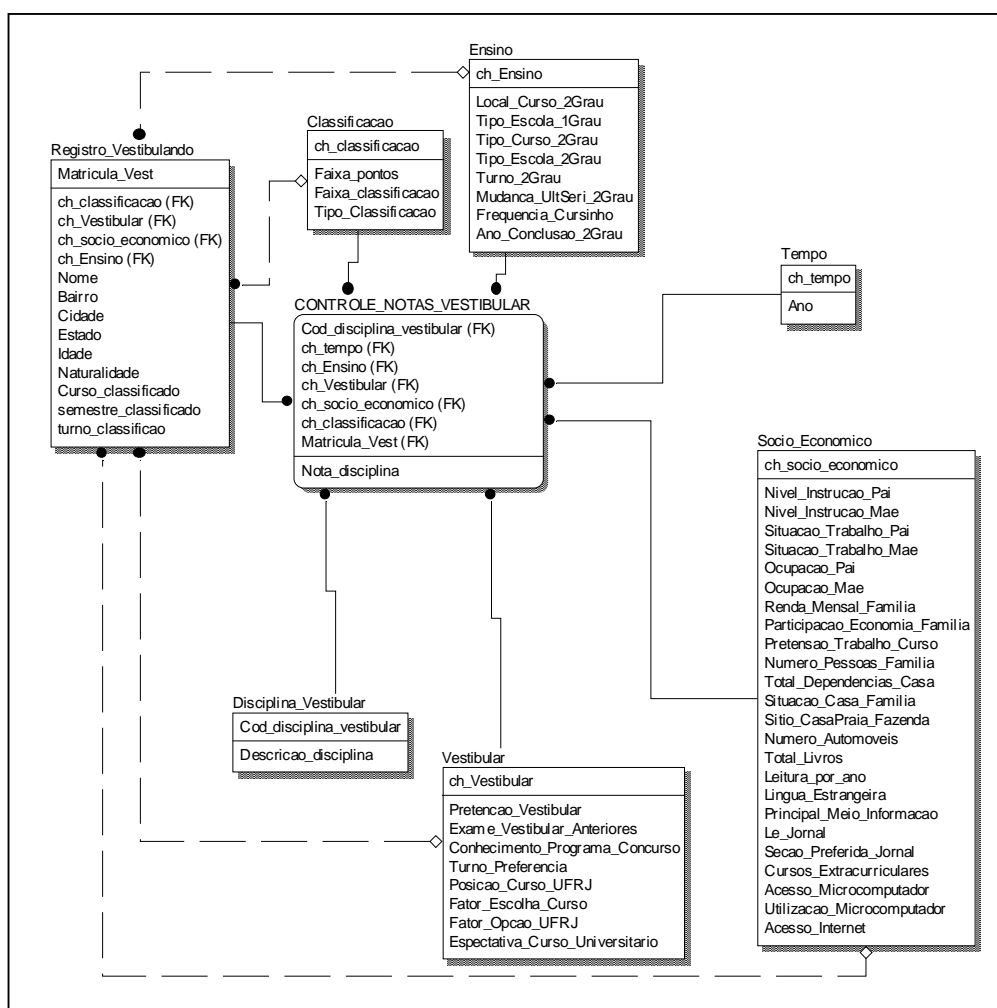 Ensino
ch_Ensino
Local_Curso_2Grau
Tipo_Escola_1Grau
Tipo_Curso_2Grau
Tipo_Escola_2Grau
Turno_2Grau
Mudanca_UltSeri_2Grau
Frequencia_Cursinho
Ano_Conclusao_2Grau
Classificacao
ch_classificacao
Faixa_pontos
Faixa_classificacao
Tipo_Classificacao
Registro_Vestibulando
Matricula_Vest
ch_classificacao (FK)
ch_Vestibular (FK)
ch_socio_economico (FK)
ch_Ensino (FK)
Nome
Bairro
Cidade
Estado
Idade
Naturalidade
Curso_classificado
semestre_classificado
turno_classificao
Tempo
ch_tempo
Ano
CONTROLE_NOTAS_VESTIBULAR
Cod_disciplina_vestibular (FK)
ch_tempo (FK)
ch_Ensino (FK)
ch_Vestibular (FK)
ch_socio_economico (FK)
ch_classificacao (FK)
Matricula_Vest (FK)
Nota_disciplina
Socio_Economico
ch_socio_economico
Nivel_Instrucao_Pai
Nivel_Instrucao_Mae
Situacao_Trabalho_Pai
Situacao_Trabalho_Mae
Ocupacao_Pai
Ocupacao_Mae
Renda_Mensal_Familia
Participacao_Economia_Familia
Pretensao_Trabalho_Curso
Numero_Pessoas_Familia
Total_Dependencias_Casa
Situacao_Casa_Familia
Sitio_CasaPraia_Fazenda
Numero_Automoveis
Total_Livros
Leitura_por_ano
Lingua_Estrangeira
Principal_Meio_Informacao
Le_Jornal
Secao_Preferida_Jornal
Cursos_Extracurriculares
Acesso_Microcomputador
Utilizacao_Microcomputador
Acesso_Internet
Disciplina_Vestibular
Cod_disciplina_vestibular
Descricao_disciplina
Vestibular
ch_Vestibular
Pretencao_Vestibular
Exame_Vestibular_Anteriores
Conhecimento_Programa_Concurso
Turno_Preferencia
Posicao_Curso_UFRJ
Fator_Escolha_Curso
Fator_Opcao_UFRJ
Espectativa_Curso_Universitario